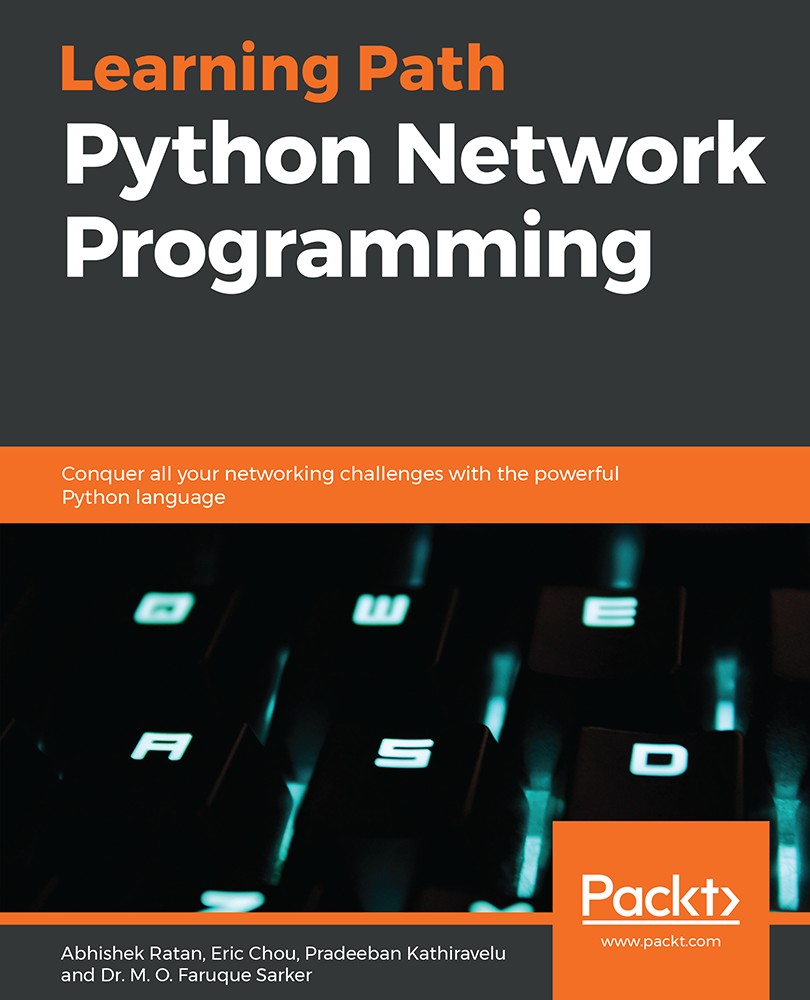 Learning Path
Python Network
Programming
Conquer all your networking challenges with the powerful
Python language
Q W E
A S D
Z
Packt>
www.packt.com
Abhishek Ratan, Eric Chou, Pradeeban Kathiravelu
and Dr. M. O. Faruque Sarker